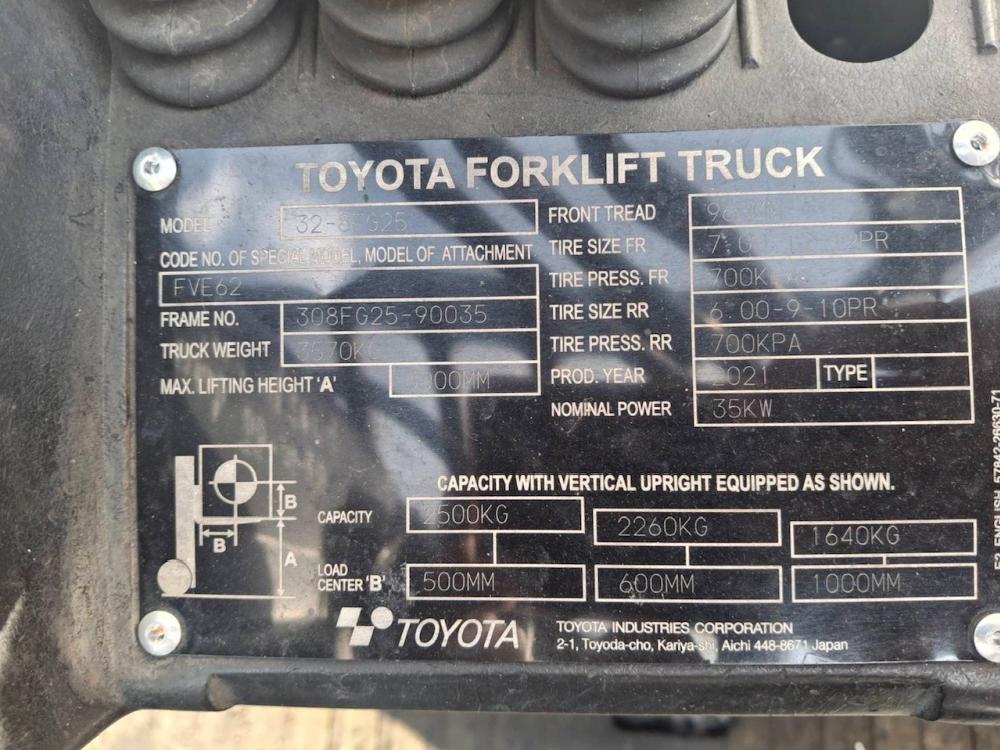 TOYOTA FORKLIFT TRUCK
MODEL 32-8FG25
CODE NO. OF SPECIAL MODEL, MODEL OF ATTACHMENT
FVE62
FRAME NO. 308FG25-90035
TRUCK WEIGHT 3570KG
MAX. LIFTING HEIGHT 'A'
FRONT TREAD
TIRE SIZE FR
TIRE PRESS. FR 700KPA
TIRE SIZE RR 6.00-9-10PR
TIRE PRESS. RR 700KPA
PROD. YEAR 2021 TYPE
NOMINAL POWER 35KW
B
B
A
CAPACITY WITH VERTICAL UPRIGHT EQUIPPED AS SHOWN.
CAPACITY 2500KG 2260KG 1640KG
LOAD
CENTER 'B' 500MM 600MM 1000MM
TOYOTA
TOYOTA INDUSTRIES CORPORATION
2-1, Toyoda-cho, Kariya-shi, Aichi 448-8671 Japan